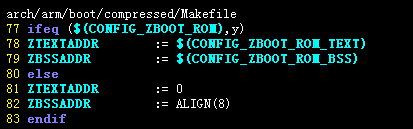 arch/arm/boot/compressed/Makefile
77 ifeq ($(CONFIG_ZBOOT_ROM),y)
78 ZTEXTADDR := $(CONFIG_ZBOOT_ROM_TEXT)
79 ZBSSADDR := $(CONFIG_ZBOOT_ROM_BSS)
80 else
81 ZTEXTADDR := 0
82 ZBSSADDR := ALIGN(8)
83 endif